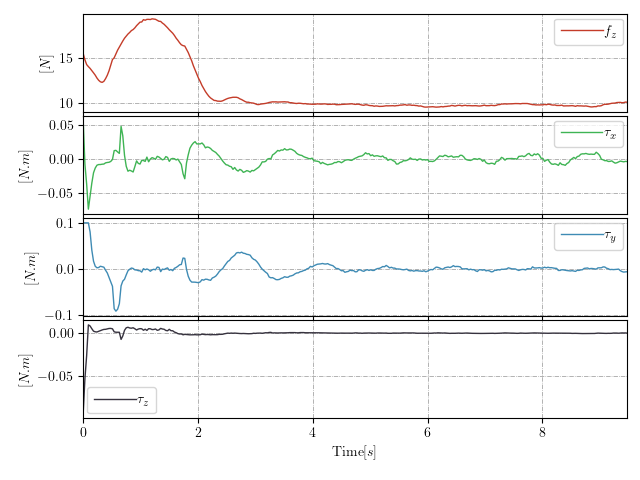 [N]
15
10
f_z
[N.m]
0.05
0.00
−0.05
τ_x
[N.m]
0.1
0.0
−0.1
τ_y
[N.m]
0.00
−0.05
τ_z
0 2 4 6 8
Time[s]